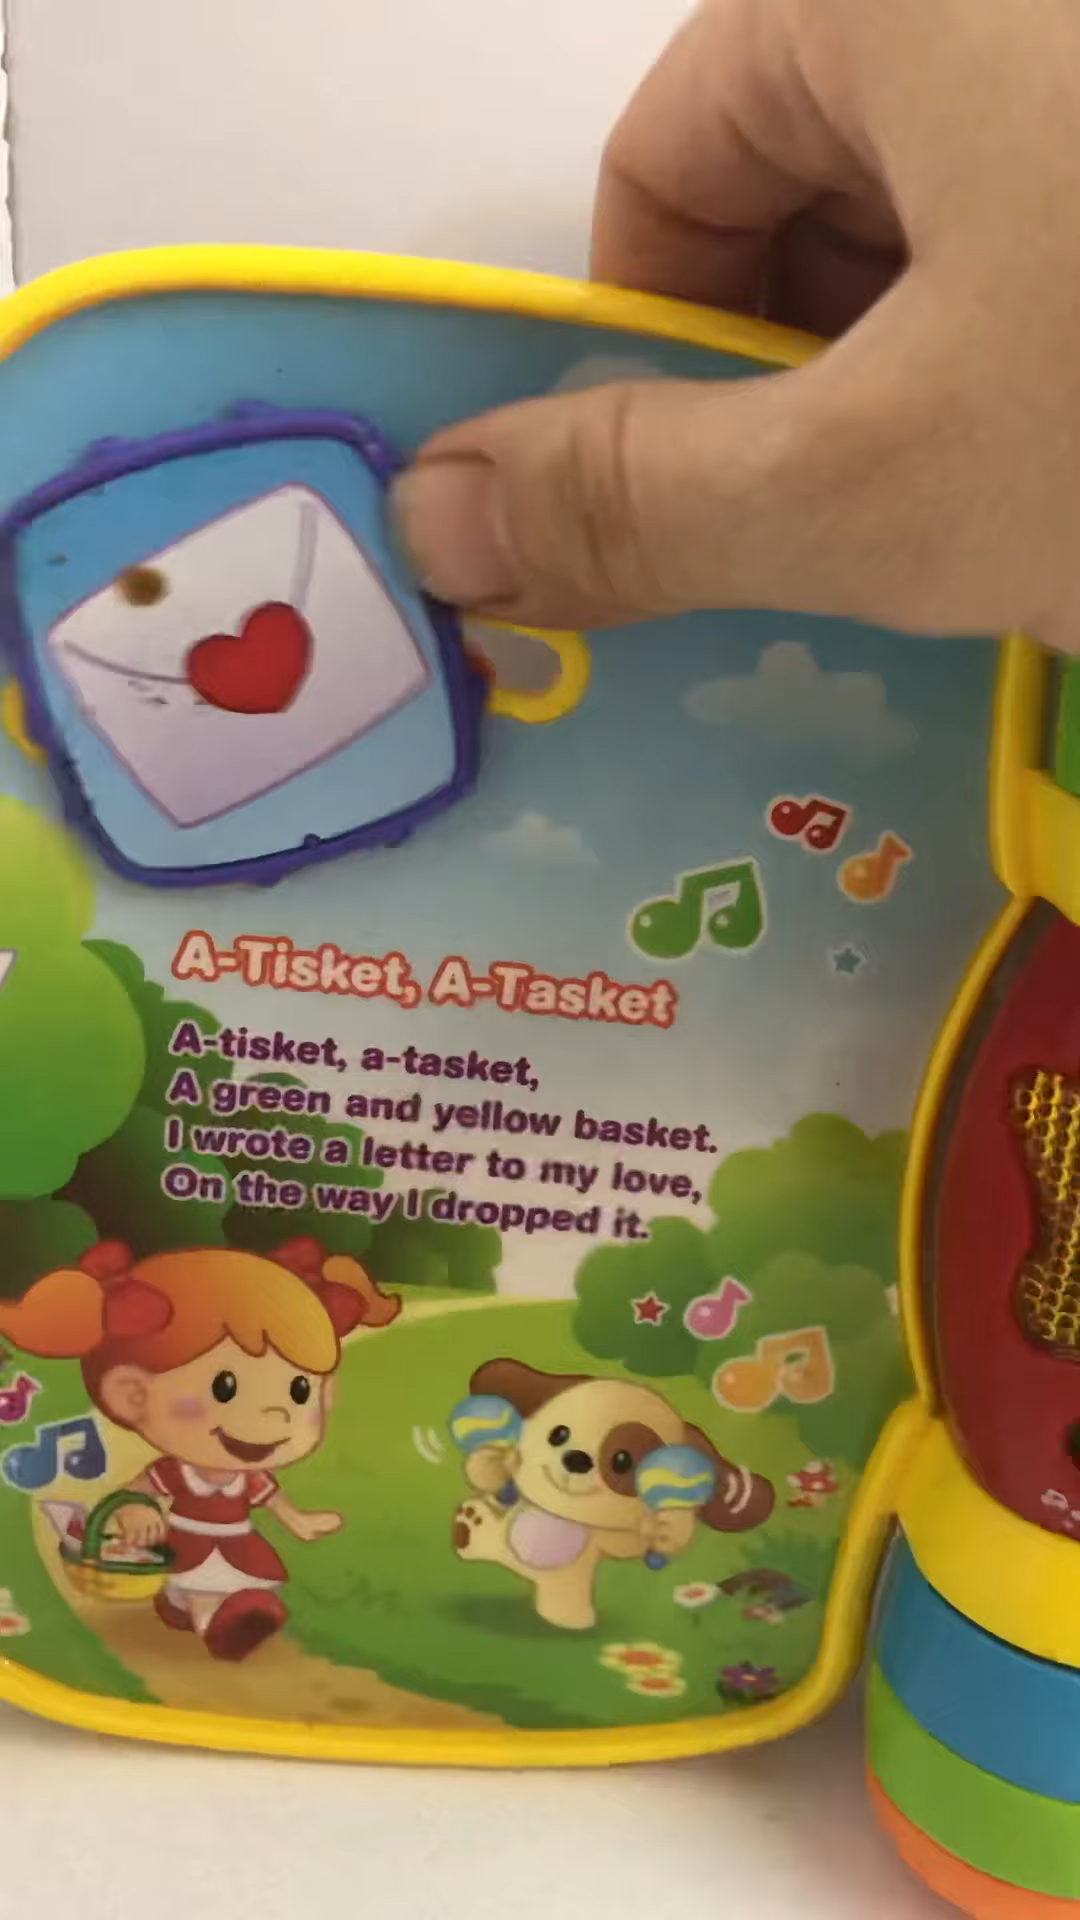 A-Tisket, A-Tasket
A-tisket, a-tasket,
A green and yellow basket.
I wrote a letter to my love,
On the way I dropped it.